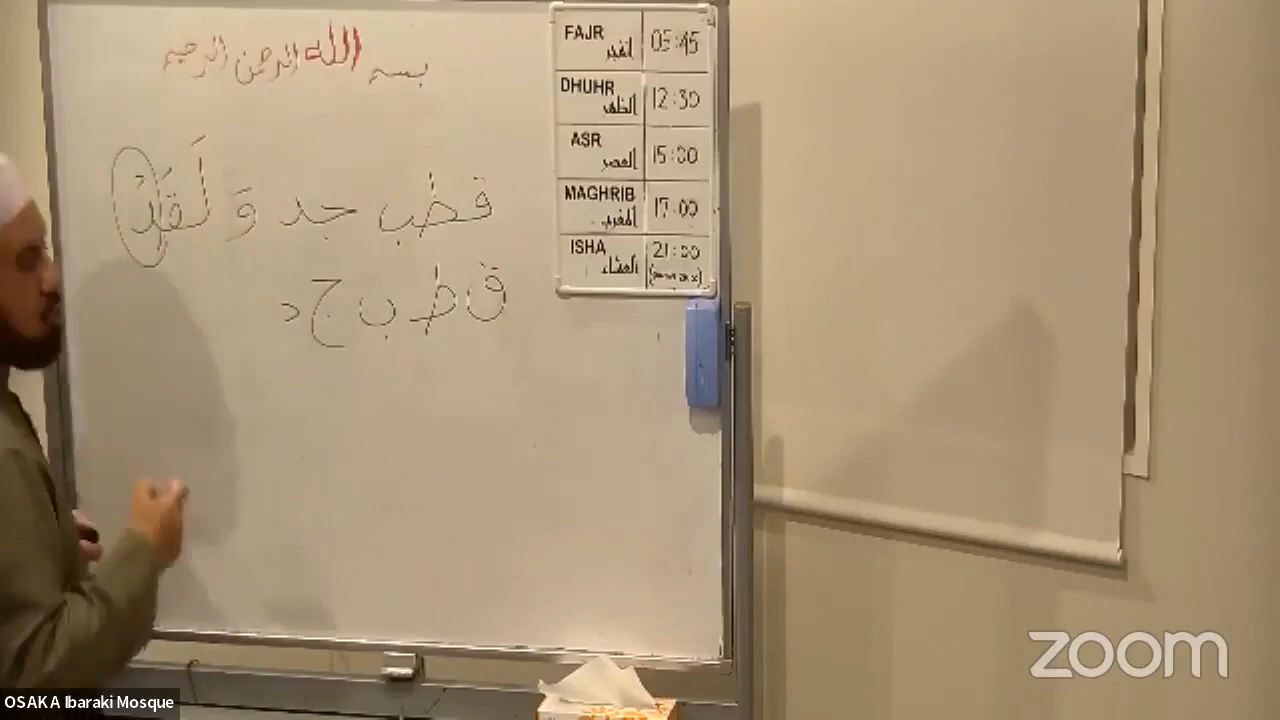 بسم الله الرحمن الرحيم
قطب جد وَ لَقَدْ
ق ط ب ج د
FAJR الفجر 05:45
DHUHR الظهر 12:30
ASR العصر 15:00
MAGHRIB المغرب 17:00
ISHA العشاء 21:00
zoom
OSAKA Ibaraki Mosque